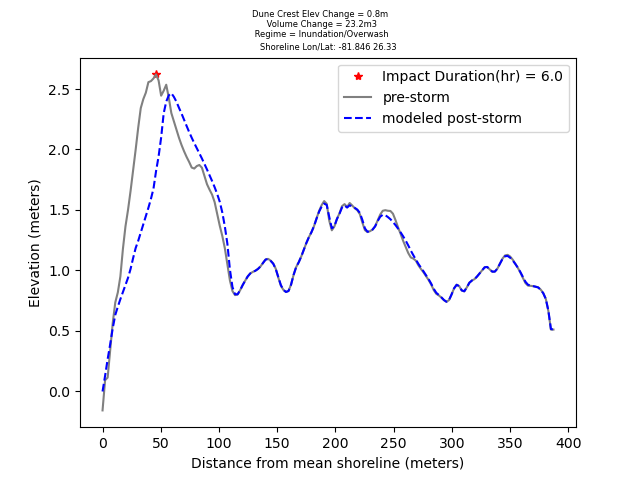 Dune Crest Elev Change = 0.8m
Volume Change = 23.2m3
Regime = Inundation/Overwash
Shoreline Lon/Lat: -81.846 26.33
Impact Duration(hr) = 6.0
pre-storm
modeled post-storm
Elevation (meters)
2.5
2.0
1.5
1.0
0.5
0.0
0 50 100 150 200 250 300 350 400
Distance from mean shoreline (meters)